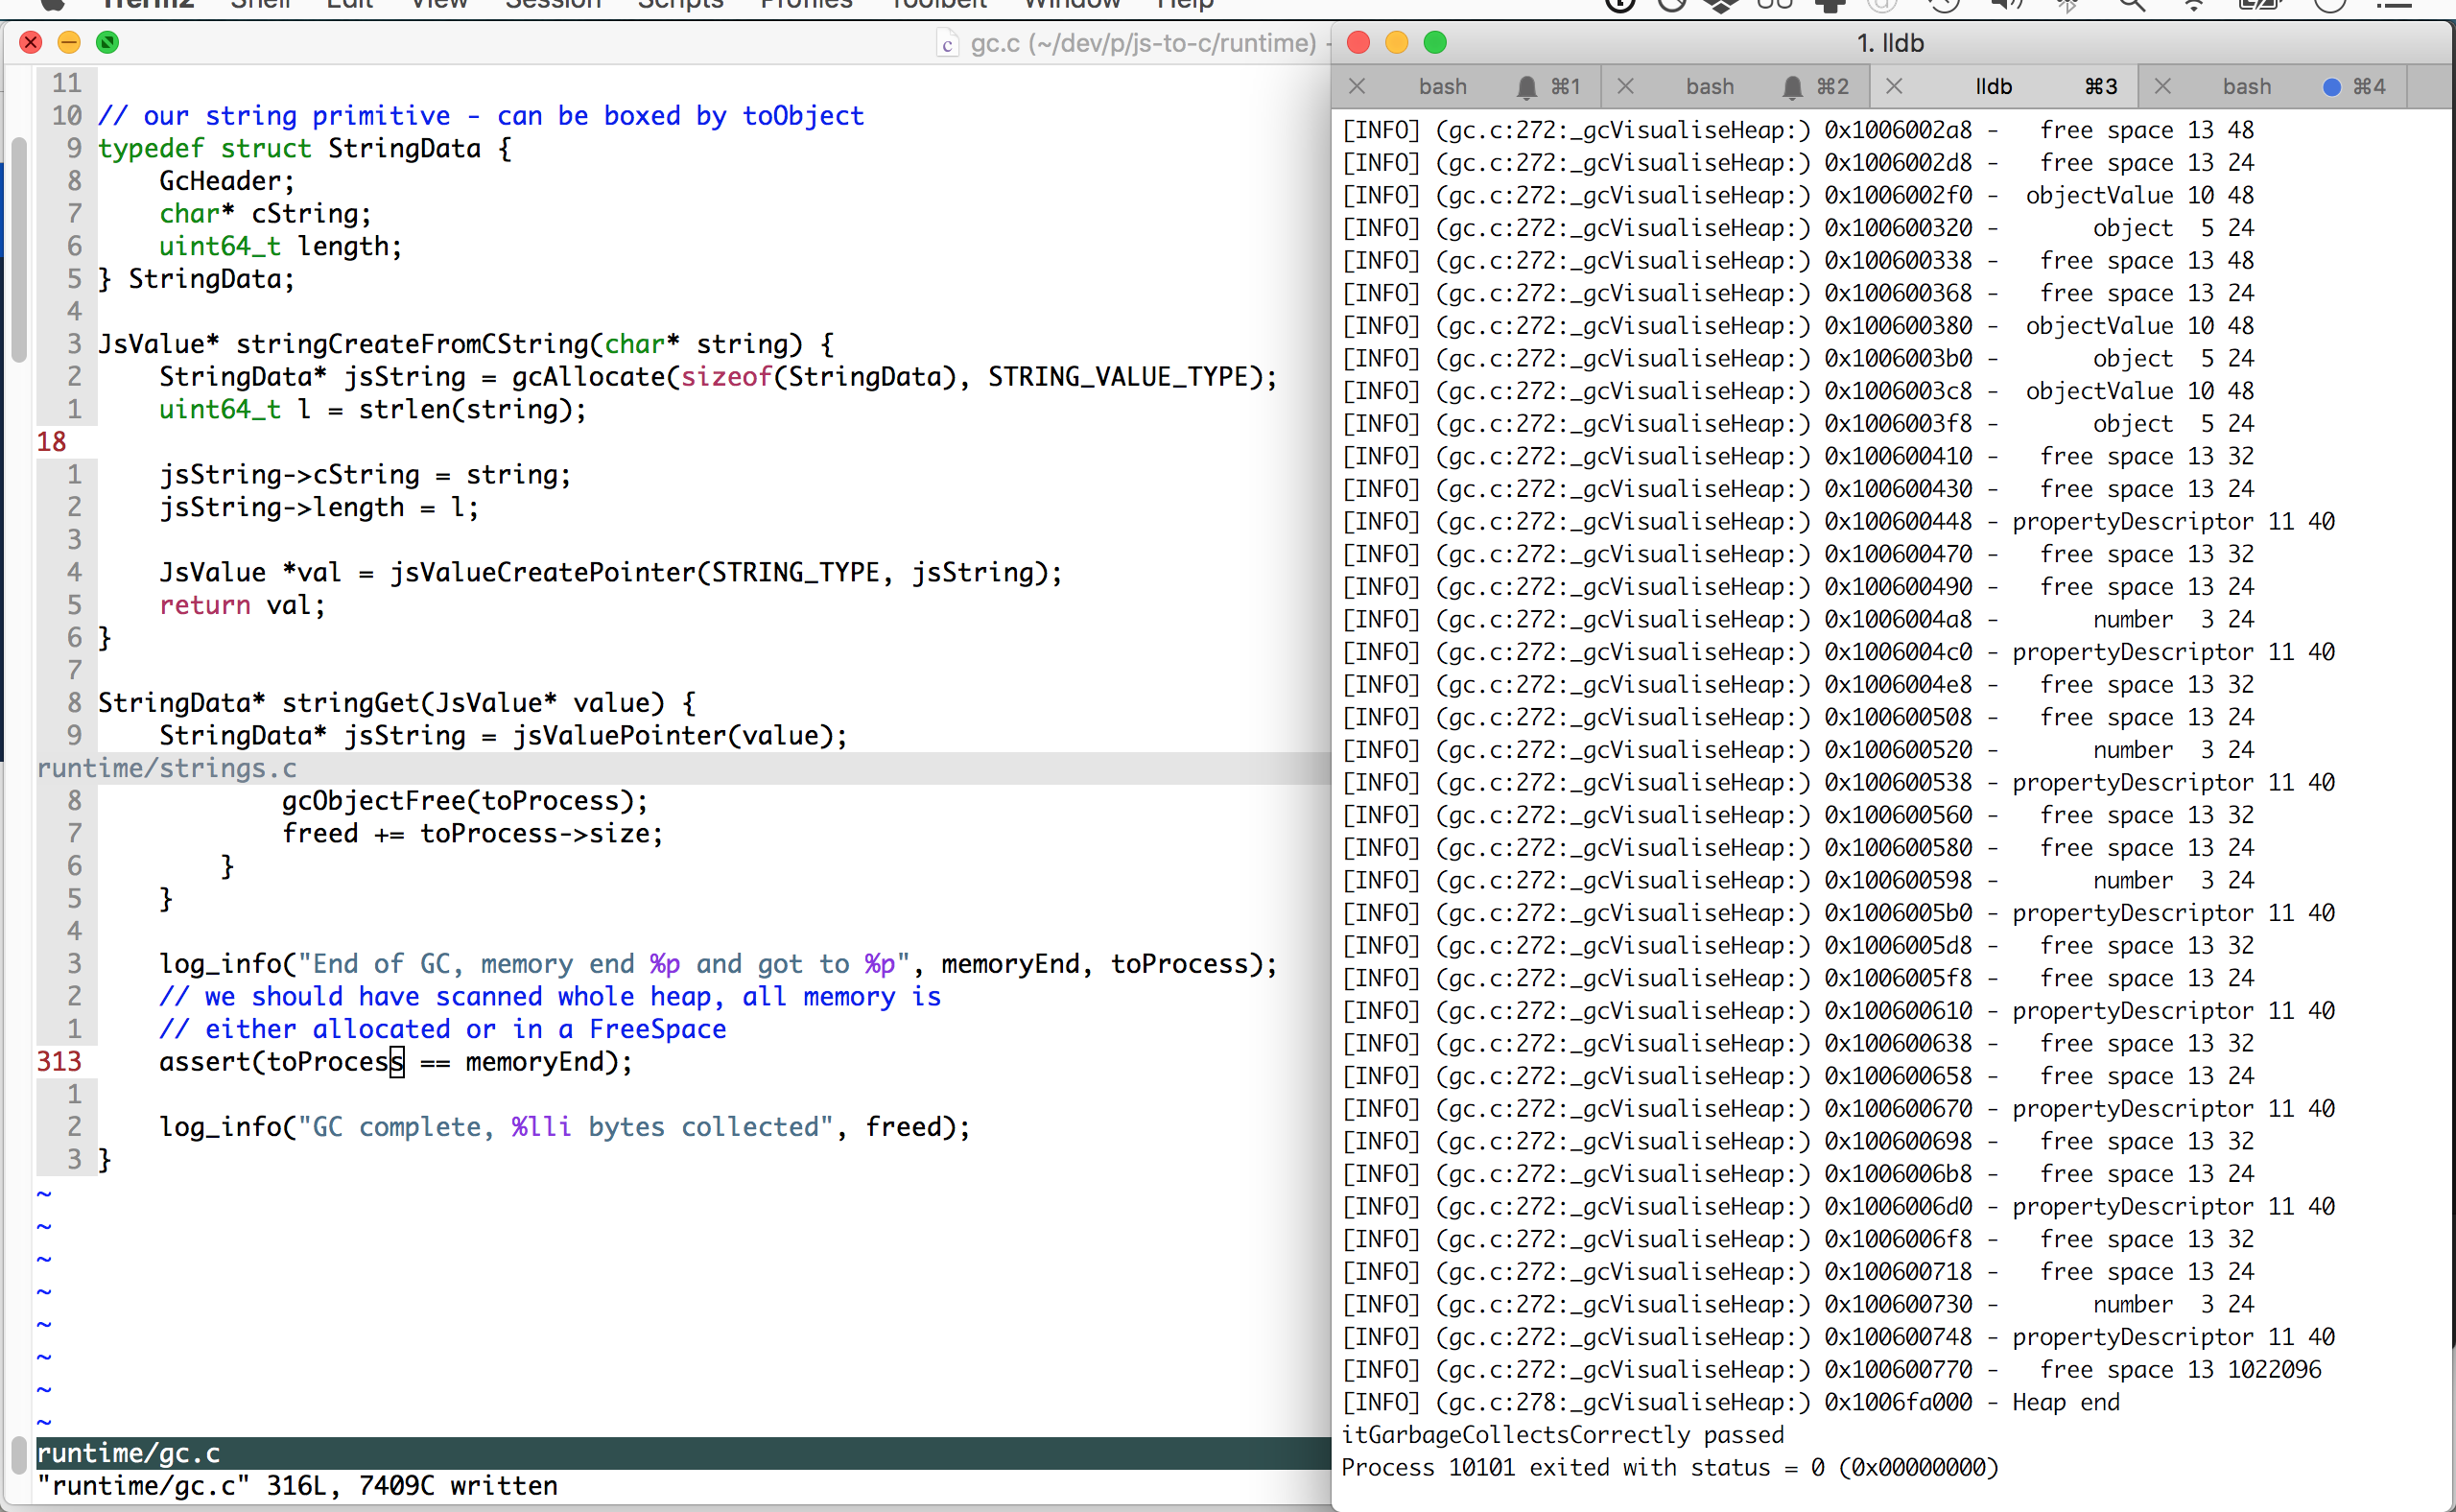 iTerm2 Shell Edit View Session Scripts Profiles Toolbelt Window Help
gc.c (~/dev/p/js-to-c/runtime) -
11
10 // our string primitive - can be boxed by toObject
9 typedef struct StringData {
8     GcHeader;
7     char* cString;
6     uint64_t length;
5 } StringData;
4
3 JsValue* stringCreateFromCString(char* string) {
2     StringData* jsString = gcAllocate(sizeof(StringData), STRING_VALUE_TYPE);
1     uint64_t l = strlen(string);
18
1     jsString->cString = string;
2     jsString->length = l;
3
4     JsValue *val = jsValueCreatePointer(STRING_TYPE, jsString);
5     return val;
6 }
7
8 StringData* stringGet(JsValue* value) {
9     StringData* jsString = jsValuePointer(value);
runtime/strings.c
8             gcObjectFree(toProcess);
7             freed += toProcess->size;
6         }
5     }
4
3     log_info("End of GC, memory end %p and got to %p", memoryEnd, toProcess);
2     // we should have scanned whole heap, all memory is
1     // either allocated or in a FreeSpace
313     assert(toProcess == memoryEnd);
1
2     log_info("GC complete, %lli bytes collected", freed);
3 }
~
~
~
~
~
~
~
~
runtime/gc.c
"runtime/gc.c" 316L, 7409C written
1. lldb
bash ⌘1 bash ⌘2 lldb ⌘3 bash ⌘4
[INFO] (gc.c:272:_gcVisualiseHeap:) 0x1006002a8 - free space 13 48
[INFO] (gc.c:272:_gcVisualiseHeap:) 0x1006002d8 - free space 13 24
[INFO] (gc.c:272:_gcVisualiseHeap:) 0x1006002f0 - objectValue 10 48
[INFO] (gc.c:272:_gcVisualiseHeap:) 0x100600320 - object 5 24
[INFO] (gc.c:272:_gcVisualiseHeap:) 0x100600338 - free space 13 48
[INFO] (gc.c:272:_gcVisualiseHeap:) 0x100600368 - free space 13 24
[INFO] (gc.c:272:_gcVisualiseHeap:) 0x100600380 - objectValue 10 48
[INFO] (gc.c:272:_gcVisualiseHeap:) 0x1006003b0 - object 5 24
[INFO] (gc.c:272:_gcVisualiseHeap:) 0x1006003c8 - objectValue 10 48
[INFO] (gc.c:272:_gcVisualiseHeap:) 0x1006003f8 - object 5 24
[INFO] (gc.c:272:_gcVisualiseHeap:) 0x100600410 - free space 13 32
[INFO] (gc.c:272:_gcVisualiseHeap:) 0x100600430 - free space 13 24
[INFO] (gc.c:272:_gcVisualiseHeap:) 0x100600448 - propertyDescriptor 11 40
[INFO] (gc.c:272:_gcVisualiseHeap:) 0x100600470 - free space 13 32
[INFO] (gc.c:272:_gcVisualiseHeap:) 0x100600490 - free space 13 24
[INFO] (gc.c:272:_gcVisualiseHeap:) 0x1006004a8 - number 3 24
[INFO] (gc.c:272:_gcVisualiseHeap:) 0x1006004c0 - propertyDescriptor 11 40
[INFO] (gc.c:272:_gcVisualiseHeap:) 0x1006004e8 - free space 13 32
[INFO] (gc.c:272:_gcVisualiseHeap:) 0x100600508 - free space 13 24
[INFO] (gc.c:272:_gcVisualiseHeap:) 0x100600520 - number 3 24
[INFO] (gc.c:272:_gcVisualiseHeap:) 0x100600538 - propertyDescriptor 11 40
[INFO] (gc.c:272:_gcVisualiseHeap:) 0x100600560 - free space 13 32
[INFO] (gc.c:272:_gcVisualiseHeap:) 0x100600580 - free space 13 24
[INFO] (gc.c:272:_gcVisualiseHeap:) 0x100600598 - number 3 24
[INFO] (gc.c:272:_gcVisualiseHeap:) 0x1006005b0 - propertyDescriptor 11 40
[INFO] (gc.c:272:_gcVisualiseHeap:) 0x1006005d8 - free space 13 32
[INFO] (gc.c:272:_gcVisualiseHeap:) 0x1006005f8 - free space 13 24
[INFO] (gc.c:272:_gcVisualiseHeap:) 0x100600610 - propertyDescriptor 11 40
[INFO] (gc.c:272:_gcVisualiseHeap:) 0x100600638 - free space 13 32
[INFO] (gc.c:272:_gcVisualiseHeap:) 0x100600658 - free space 13 24
[INFO] (gc.c:272:_gcVisualiseHeap:) 0x100600670 - propertyDescriptor 11 40
[INFO] (gc.c:272:_gcVisualiseHeap:) 0x100600698 - free space 13 32
[INFO] (gc.c:272:_gcVisualiseHeap:) 0x1006006b8 - free space 13 24
[INFO] (gc.c:272:_gcVisualiseHeap:) 0x1006006d0 - propertyDescriptor 11 40
[INFO] (gc.c:272:_gcVisualiseHeap:) 0x1006006f8 - free space 13 32
[INFO] (gc.c:272:_gcVisualiseHeap:) 0x100600718 - free space 13 24
[INFO] (gc.c:272:_gcVisualiseHeap:) 0x100600730 - number 3 24
[INFO] (gc.c:272:_gcVisualiseHeap:) 0x100600748 - propertyDescriptor 11 40
[INFO] (gc.c:272:_gcVisualiseHeap:) 0x100600770 - free space 13 1022096
[INFO] (gc.c:278:_gcVisualiseHeap:) 0x1006fa000 - Heap end
itGarbageCollectsCorrectly passed
Process 10101 exited with status = 0 (0x00000000)